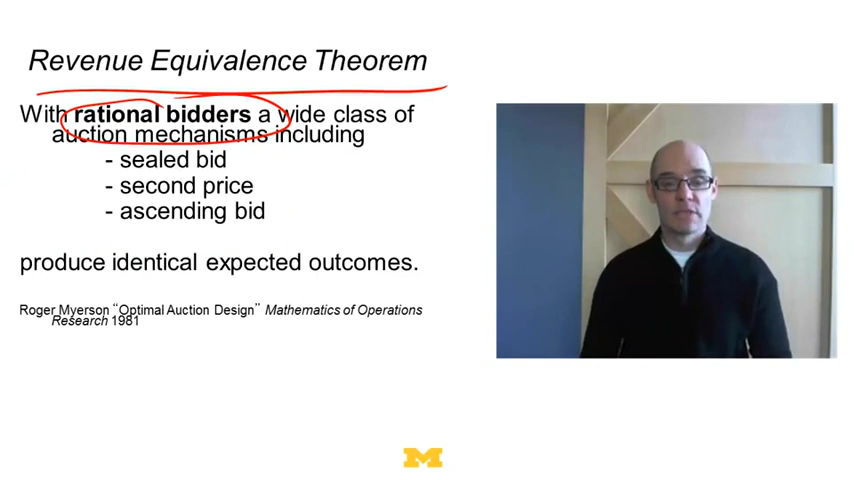 Revenue Equivalence Theorem
With rational bidders a wide class of
auction mechanisms including
- sealed bid
- second price
- ascending bid
produce identical expected outcomes.
Roger Myerson “Optimal Auction Design” Mathematics of Operations
Research 1981
M